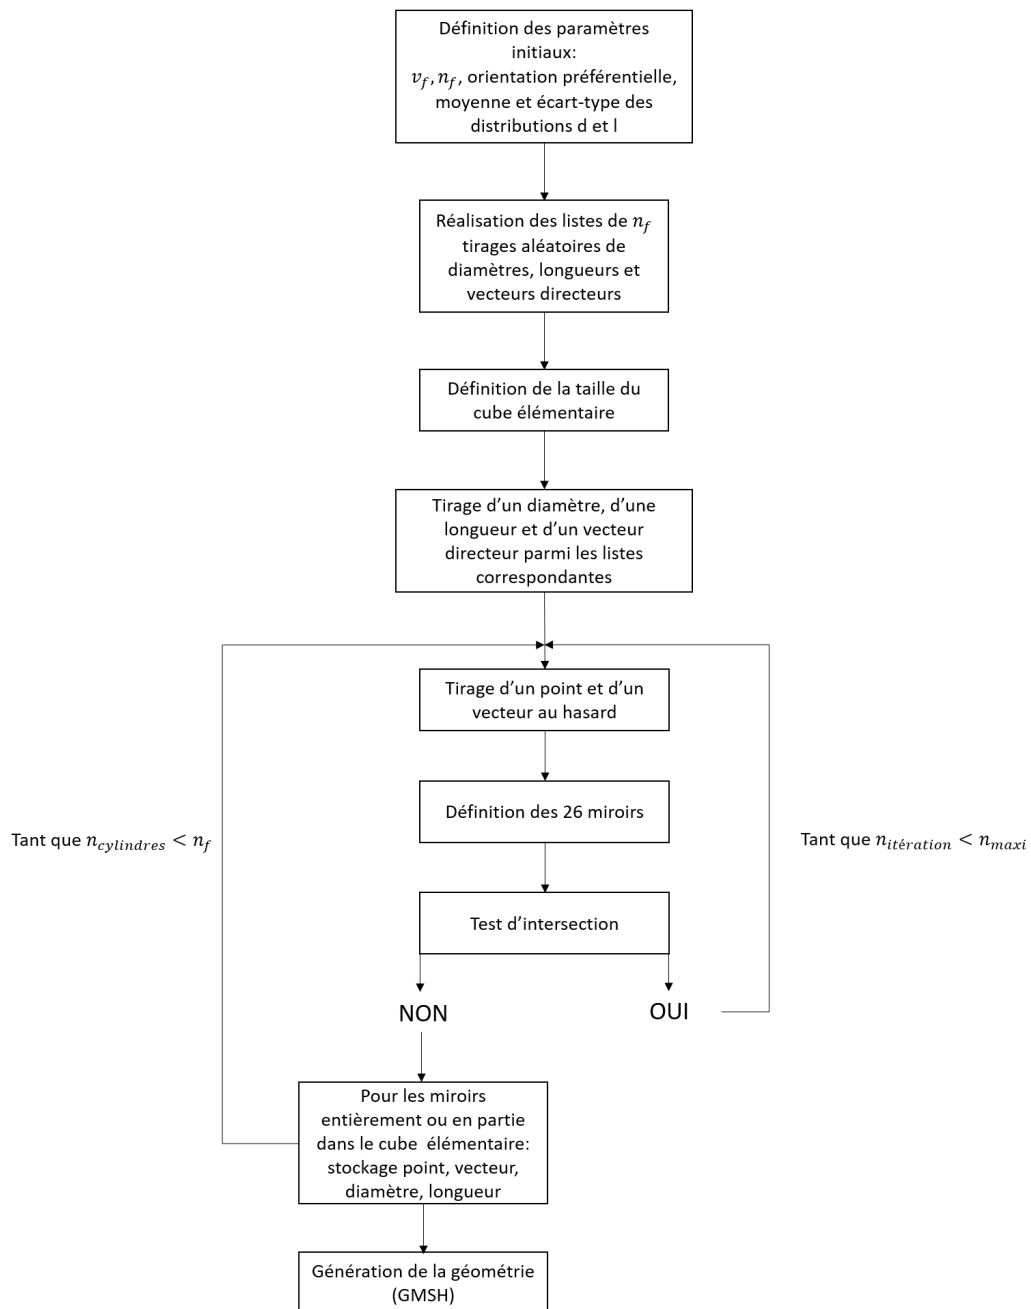 Définition des paramètres
initiaux:
v_f, n_f, orientation préférentielle,
moyenne et écart-type des
distributions d et l
Réalisation des listes de n_f
tirages aléatoires de
diamètres, longueurs et
vecteurs directeurs
Définition de la taille du
cube élémentaire
Tirage d’un diamètre, d’une
longueur et d’un vecteur
directeur parmi les listes
correspondantes
Tirage d’un point et d’un
vecteur au hasard
Définition des 26 miroirs
Tant que n_cylindres < n_f
Tant que n_itération < n_maxi
Test d’intersection
NON
OUI
Pour les miroirs
entièrement ou en partie
dans le cube élémentaire:
stockage point, vecteur,
diamètre, longueur
Génération de la géométrie
(GMSH)